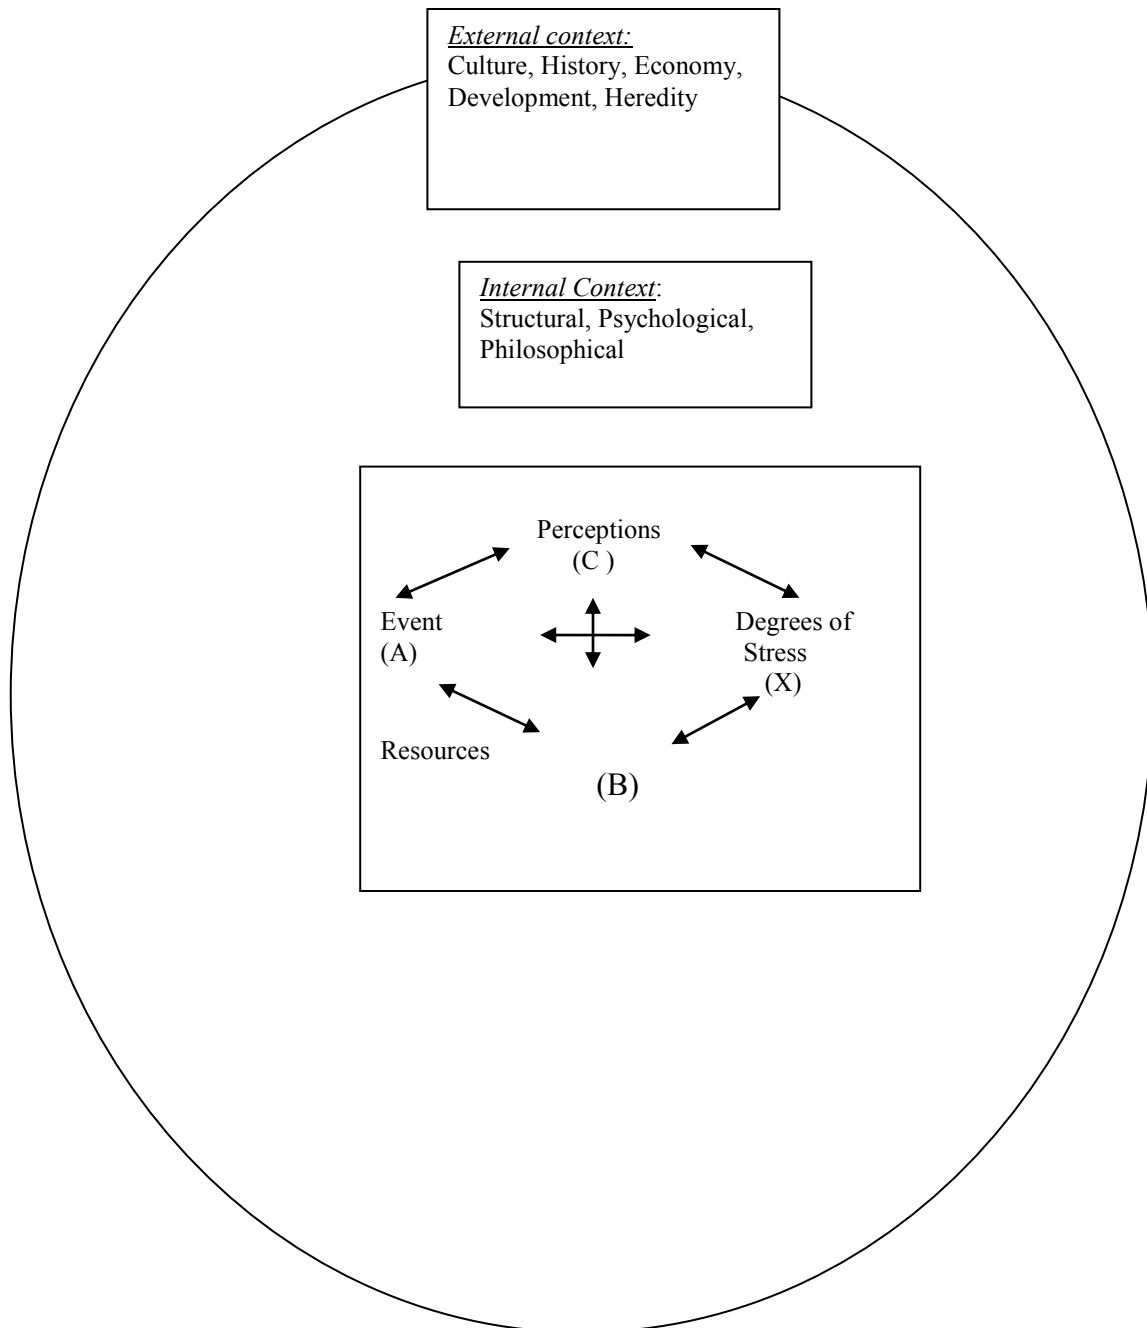 External context:
Culture, History, Economy,
Development, Heredity
Internal Context:
Structural, Psychological,
Philosophical
Perceptions
(C )
Event
(A)
Degrees of
Stress
(X)
Resources
(B)